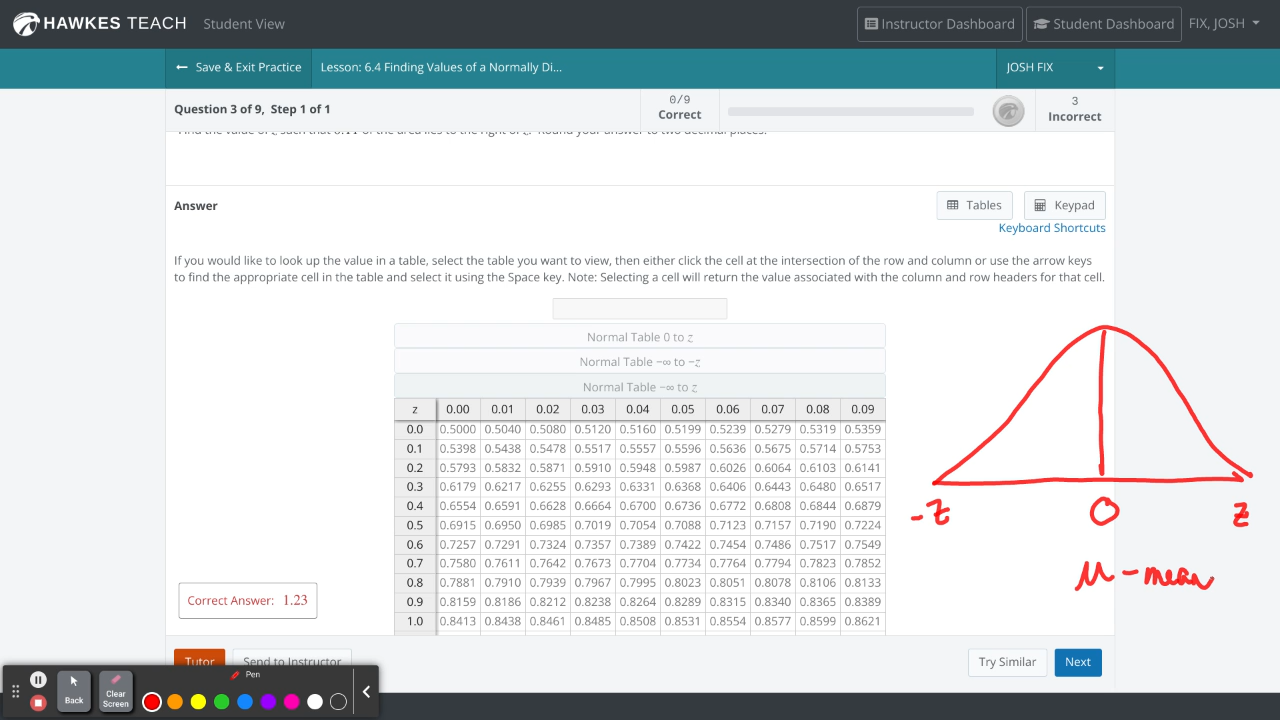 HAWKES TEACH Student View Instructor Dashboard Student Dashboard FIX, JOSH
← Save & Exit Practice Lesson: 6.4 Finding Values of a Normally Di... JOSH FIX
Question 3 of 9, Step 1 of 1 0/9 Correct 3 Incorrect
Answer Tables Keypad
Keyboard Shortcuts
If you would like to look up the value in a table, select the table you want to view, then either click the cell at the intersection of the row and column or use the arrow keys
to find the appropriate cell in the table and select it using the Space key. Note: Selecting a cell will return the value associated with the column and row headers for that cell.
Normal Table 0 to z
Normal Table −∞ to −z
Normal Table −∞ to z
z 0.00 0.01 0.02 0.03 0.04 0.05 0.06 0.07 0.08 0.09
0.0 0.5000 0.5040 0.5080 0.5120 0.5160 0.5199 0.5239 0.5279 0.5319 0.5359
0.1 0.5398 0.5438 0.5478 0.5517 0.5557 0.5596 0.5636 0.5675 0.5714 0.5753
0.2 0.5793 0.5832 0.5871 0.5910 0.5948 0.5987 0.6026 0.6064 0.6103 0.6141
0.3 0.6179 0.6217 0.6255 0.6293 0.6331 0.6368 0.6406 0.6443 0.6480 0.6517
0.4 0.6554 0.6591 0.6628 0.6664 0.6700 0.6736 0.6772 0.6808 0.6844 0.6879
0.5 0.6915 0.6950 0.6985 0.7019 0.7054 0.7088 0.7123 0.7157 0.7190 0.7224
0.6 0.7257 0.7291 0.7324 0.7357 0.7389 0.7422 0.7454 0.7486 0.7517 0.7549
0.7 0.7580 0.7611 0.7642 0.7673 0.7704 0.7734 0.7764 0.7794 0.7823 0.7852
0.8 0.7881 0.7910 0.7939 0.7967 0.7995 0.8023 0.8051 0.8078 0.8106 0.8133
0.9 0.8159 0.8186 0.8212 0.8238 0.8264 0.8289 0.8315 0.8340 0.8365 0.8389
1.0 0.8413 0.8438 0.8461 0.8485 0.8508 0.8531 0.8554 0.8577 0.8599 0.8621
-z 0 z
μ - mean
Correct Answer: 1.23
Tutor Send to Instructor Try Similar Next
Pen
Back Clear Screen